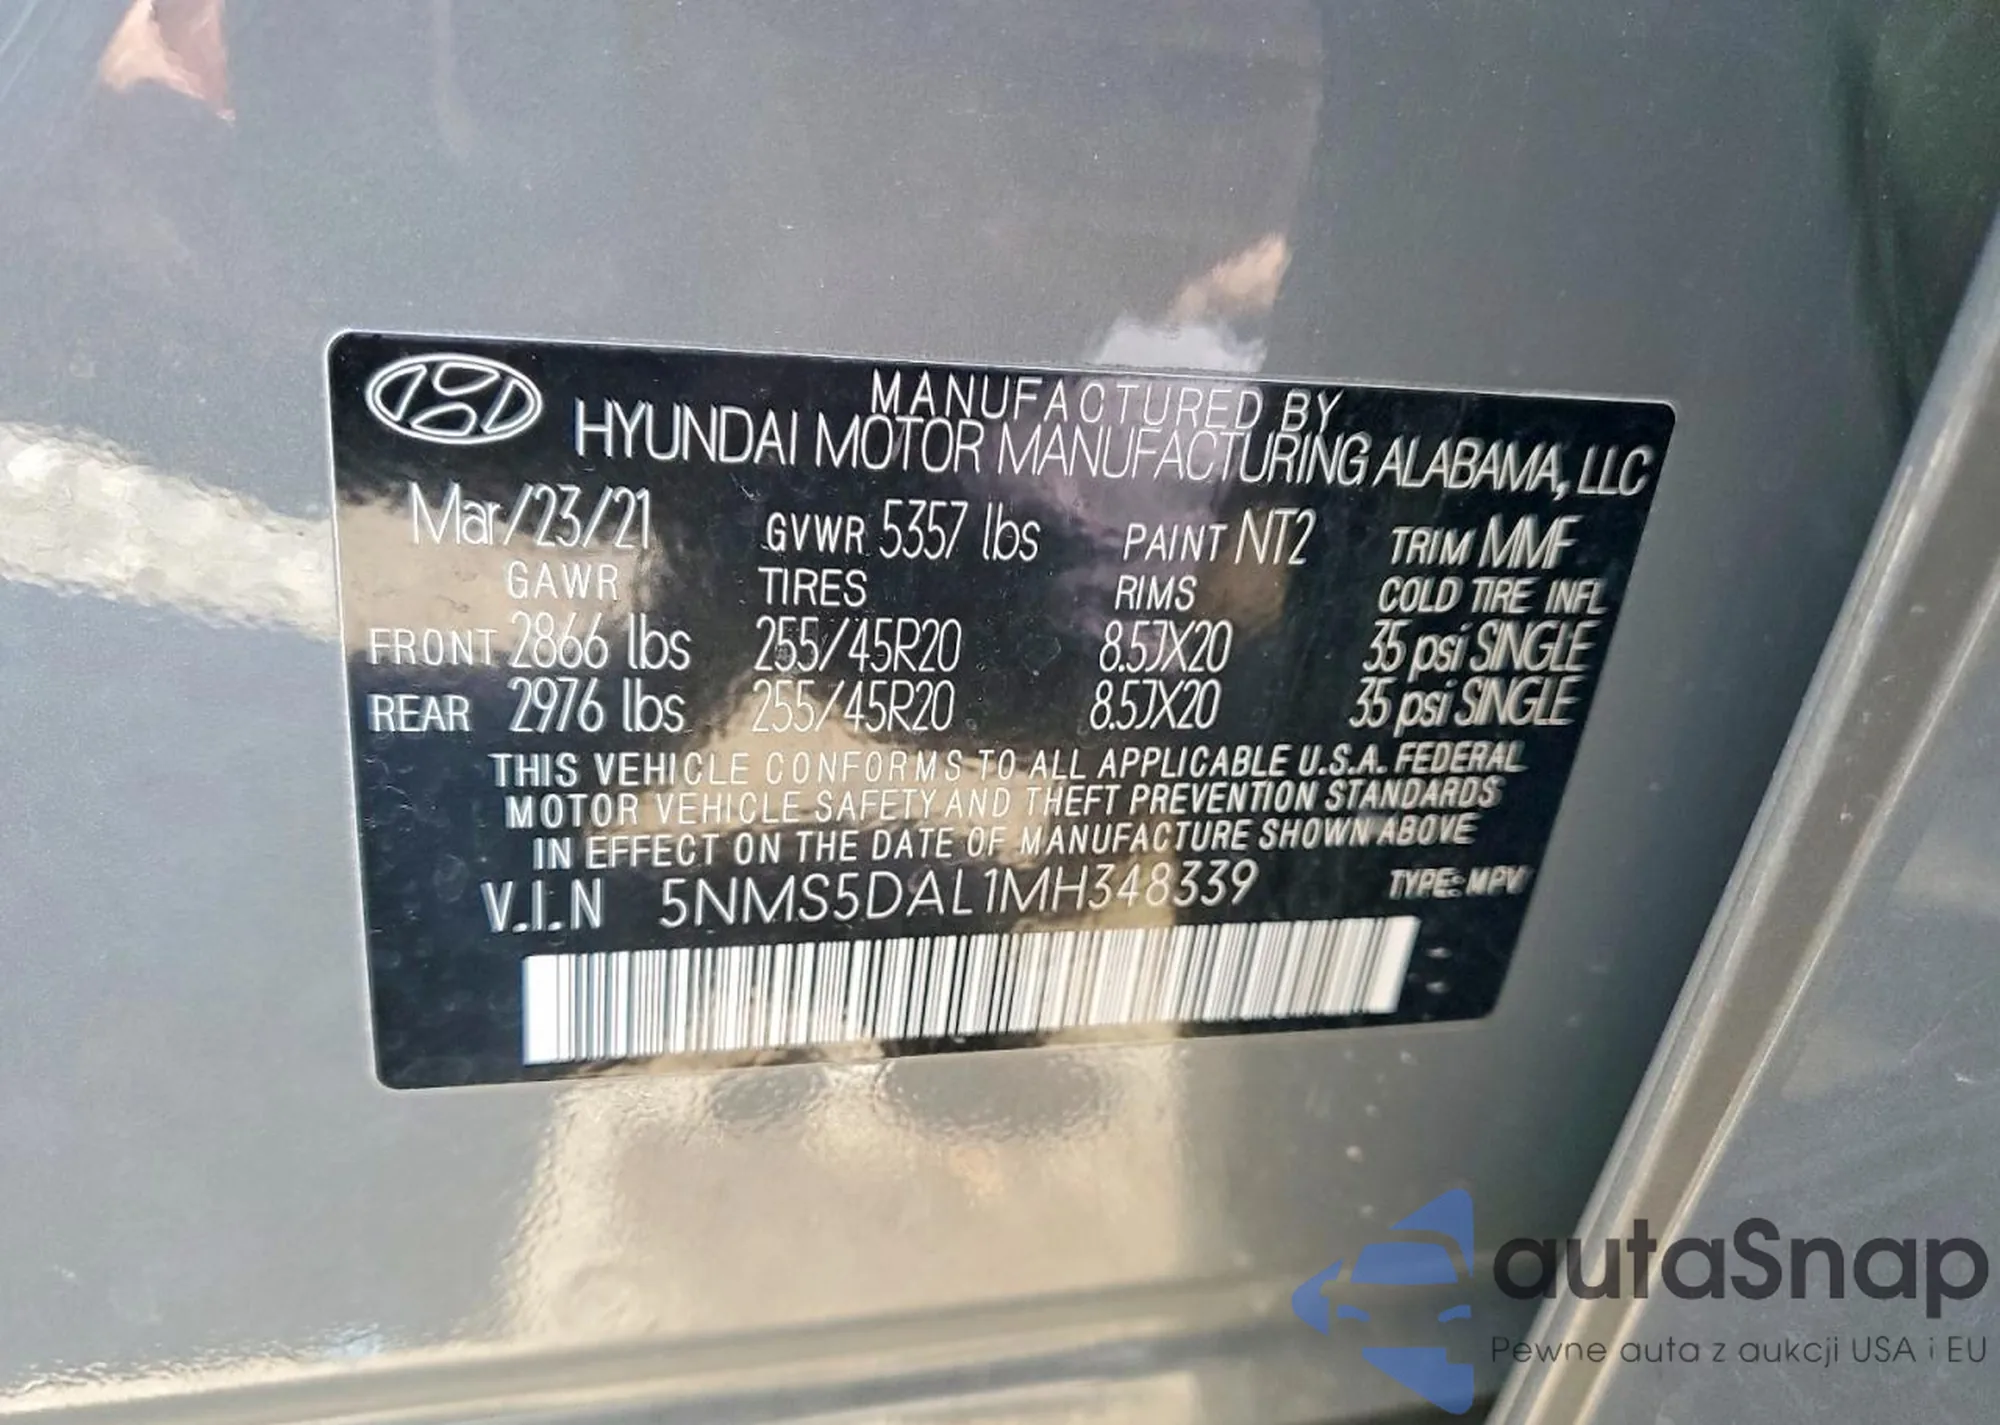 MANUFACTURED BY
HYUNDAI MOTOR MANUFACTURING ALABAMA, LLC
Mar/23/21 GVWR 5357 lbs PAINT NT2 TRIM MMF
GAWR TIRES RIMS COLD TIRE INFL
FRONT 2866 lbs 255/45R20 8.5JX20 35 psi SINGLE
REAR 2976 lbs 255/45R20 8.5JX20 35 psi SINGLE
THIS VEHICLE CONFORMS TO ALL APPLICABLE U.S.A. FEDERAL
MOTOR VEHICLE SAFETY AND THEFT PREVENTION STANDARDS
IN EFFECT ON THE DATE OF MANUFACTURE SHOWN ABOVE
V.I.N 5NMS5DAL1MH348339 TYPE: MPV
autaSnap
Pewne auta z aukcji USA i EU